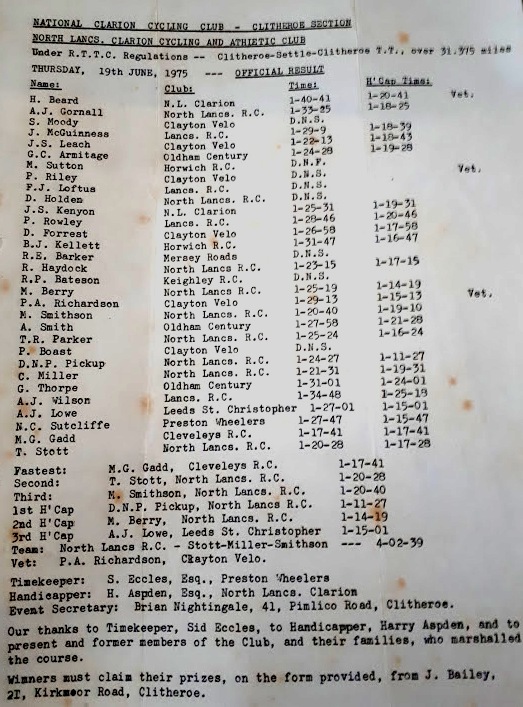 NATIONAL CLARION CYCLING CLUB - CLITHEROE SECTION
NORTH LANCS. CLARION CYCLING AND ATHLETIC CLUB
Under R.T.T.C. Regulations -- Clitheroe-Settle-Clitheroe T.T., over 31.375 miles
THURSDAY, 19th JUNE, 1975 --- OFFICIAL RESULT
Name: Club: Time: H'Cap Time:
H. Beard N.L. Clarion 1-40-41 1-20-41 Vet.
A.J. Gornall North Lancs. R.C. 1-33-25 1-18-25
S. Moody Clayton Velo D.N.S.
J. McGuinness Lancs. R.C. 1-29-9 1-18-39
J.S. Leach Clayton Velo 1-22-13 1-18-43
G.C. Armitage Oldham Century 1-24-28 1-19-28
M. Sutton Horwich R.C. D.N.F. Vet.
P. Riley Clayton Velo D.N.S.
F.J. Loftus Lancs. R.C. D.N.S.
D. Holden North Lancs. R.C. D.N.S.
J.S. Kenyon N.L. Clarion 1-25-31 1-19-31
P. Rowley Lancs. R.C. 1-28-46 1-20-46
D. Forrest Clayton Velo 1-26-58 1-17-58
B.J. Kellett Horwich R.C. 1-31-47 1-16-47
R.E. Barker Mersey Roads D.N.S.
R. Haydock North Lancs R.C. 1-23-15 1-17-15
R.P. Bateson Keighley R.C. D.N.S.
M. Berry North Lancs. R.C. 1-25-19 1-14-19
P.A. Richardson Clayton Velo 1-29-13 1-15-13 Vet.
M. Smithson North Lancs. R.C. 1-20-40 1-19-10
A. Smith Oldham Century 1-27-58 1-21-28
T.R. Parker North Lancs R.C. 1-25-24 1-16-24
P. Boast Clayton Velo D.N.S.
D.N.P. Pickup North Lancs. R.C. 1-24-27 1-11-27
C. Miller North Lancs. R.C. 1-21-31 1-19-31
G. Thorpe Oldham Century 1-31-01 1-24-01
A.J. Wilson Lancs. R.C. 1-34-48 1-25-18
A.J. Lowe Leeds St. Christopher 1-27-01 1-15-01
N.C. Sutcliffe Preston Wheelers 1-27-47 1-15-47
M.G. Gadd Cleveleys R.C. 1-17-41 1-17-41
T. Stott North Lancs R.C. 1-20-28 1-17-28
Fastest: M.G. Gadd, Cleveleys R.C. 1-17-41
Second: T. Stott, North Lancs. R.C. 1-20-28
Third: M. Smithson, North Lancs. R.C. 1-20-40
1st H'Cap D.N.P. Pickup, North Lancs. R.C. 1-11-27
2nd H'Cap M. Berry, North Lancs. R.C. 1-14-19
3rd H'Cap A.J. Lowe, Leeds St. Christopher 1-15-01
Team: North Lancs R.C. - Stott-Miller-Smithson --- 4-02-39
Vet: P.A. Richardson, Clayton Velo.
Timekeeper: S. Eccles, Esq., Preston Wheelers
Handicapper: H. Aspden, Esq., North Lancs. Clarion
Event Secretary: Brian Nightingale, 41, Pimlico Road, Clitheroe.
Our thanks to Timekeeper, Sid Eccles, to Handicapper, Harry Aspden, and to
present and former members of the Club, and their families, who marshalled
the course.
Winners must claim their prizes, on the form provided, from J. Bailey,
21, Kirkmoor Road, Clitheroe.